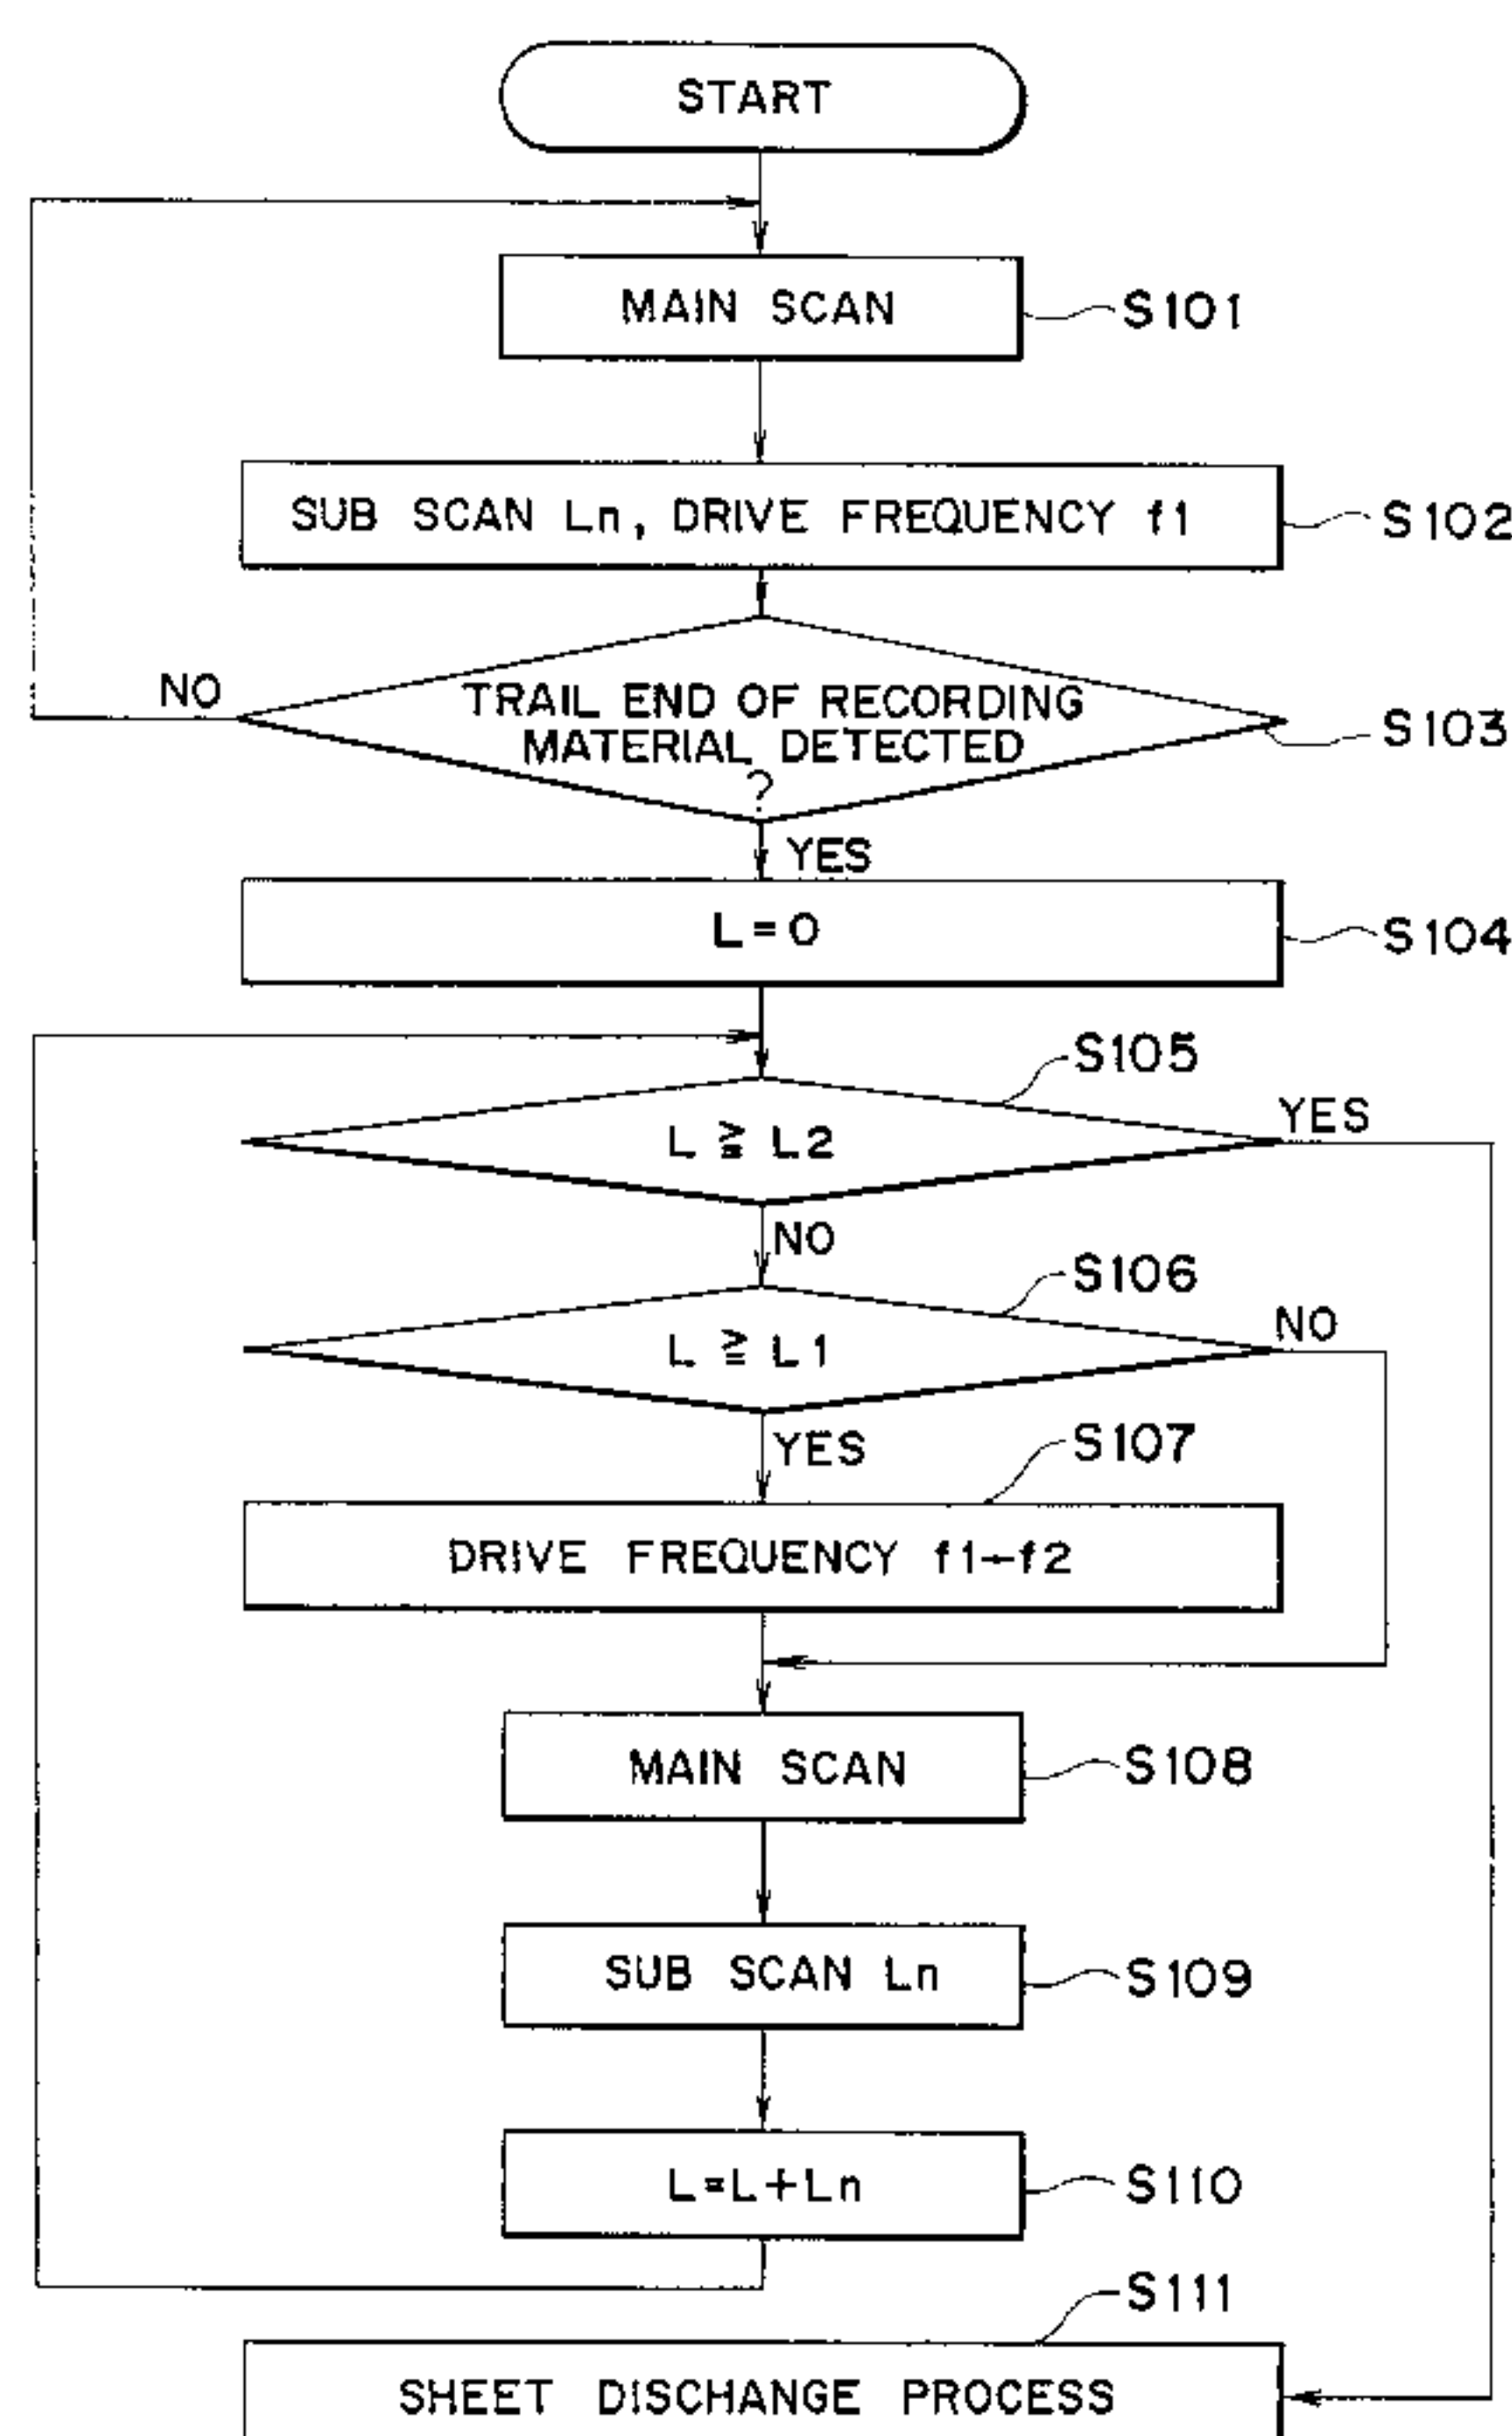 START
MAIN SCAN
S101
SUB SCAN Ln, DRIVE FREQUENCY f1
S102
NO
TRAIL END OF RECORDING
MATERIAL DETECTED
?
S103
YES
L=0
S104
S105
L ≧ L2
YES
NO
S106
L ≧ L1
NO
YES
S107
DRIVE FREQUENCY f1←f2
MAIN SCAN
S108
SUB SCAN Ln
S109
L=L+Ln
S110
S111
SHEET DISCHANGE PROCESS